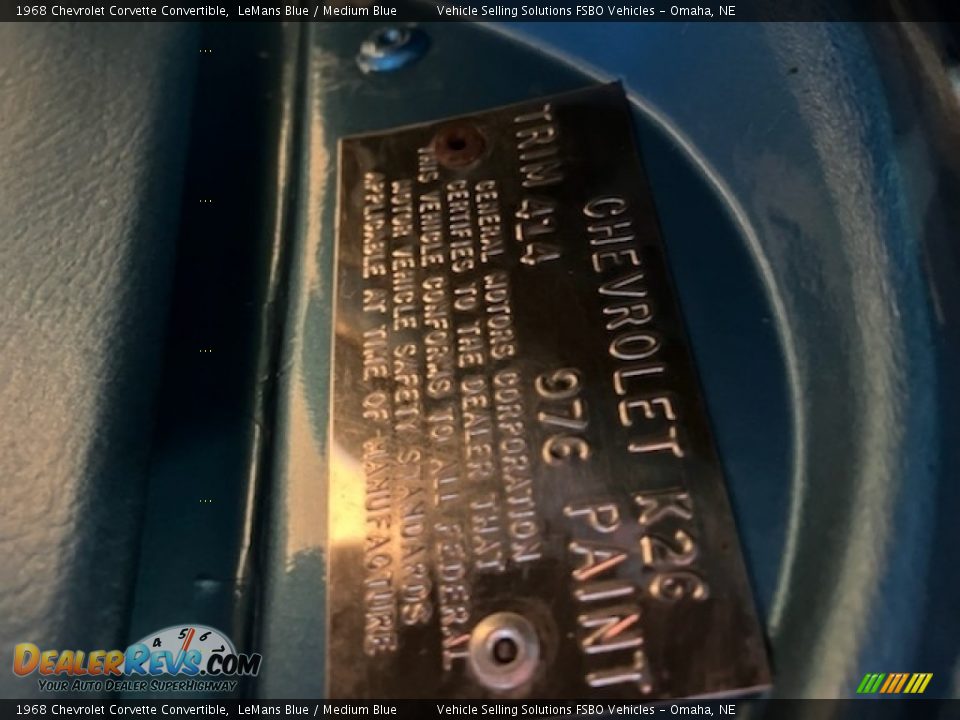 1968 Chevrolet Corvette Convertible, LeMans Blue / Medium Blue Vehicle Selling Solutions FSBO Vehicles - Omaha, NE
CHEVROLET K26
TRIM 414 976 PAINT
GENERAL MOTORS CORPORATION
CERTIFIES TO THE DEALER THAT
THIS VEHICLE CONFORMS TO ALL FEDERAL
MOTOR VEHICLE SAFETY STANDARDS
APPLICABLE AT TIME OF MANUFACTURE
4 5 6
DEALERREVS.COM
YOUR AUTO DEALER SUPERHIGHWAY
1968 Chevrolet Corvette Convertible, LeMans Blue / Medium Blue Vehicle Selling Solutions FSBO Vehicles - Omaha, NE